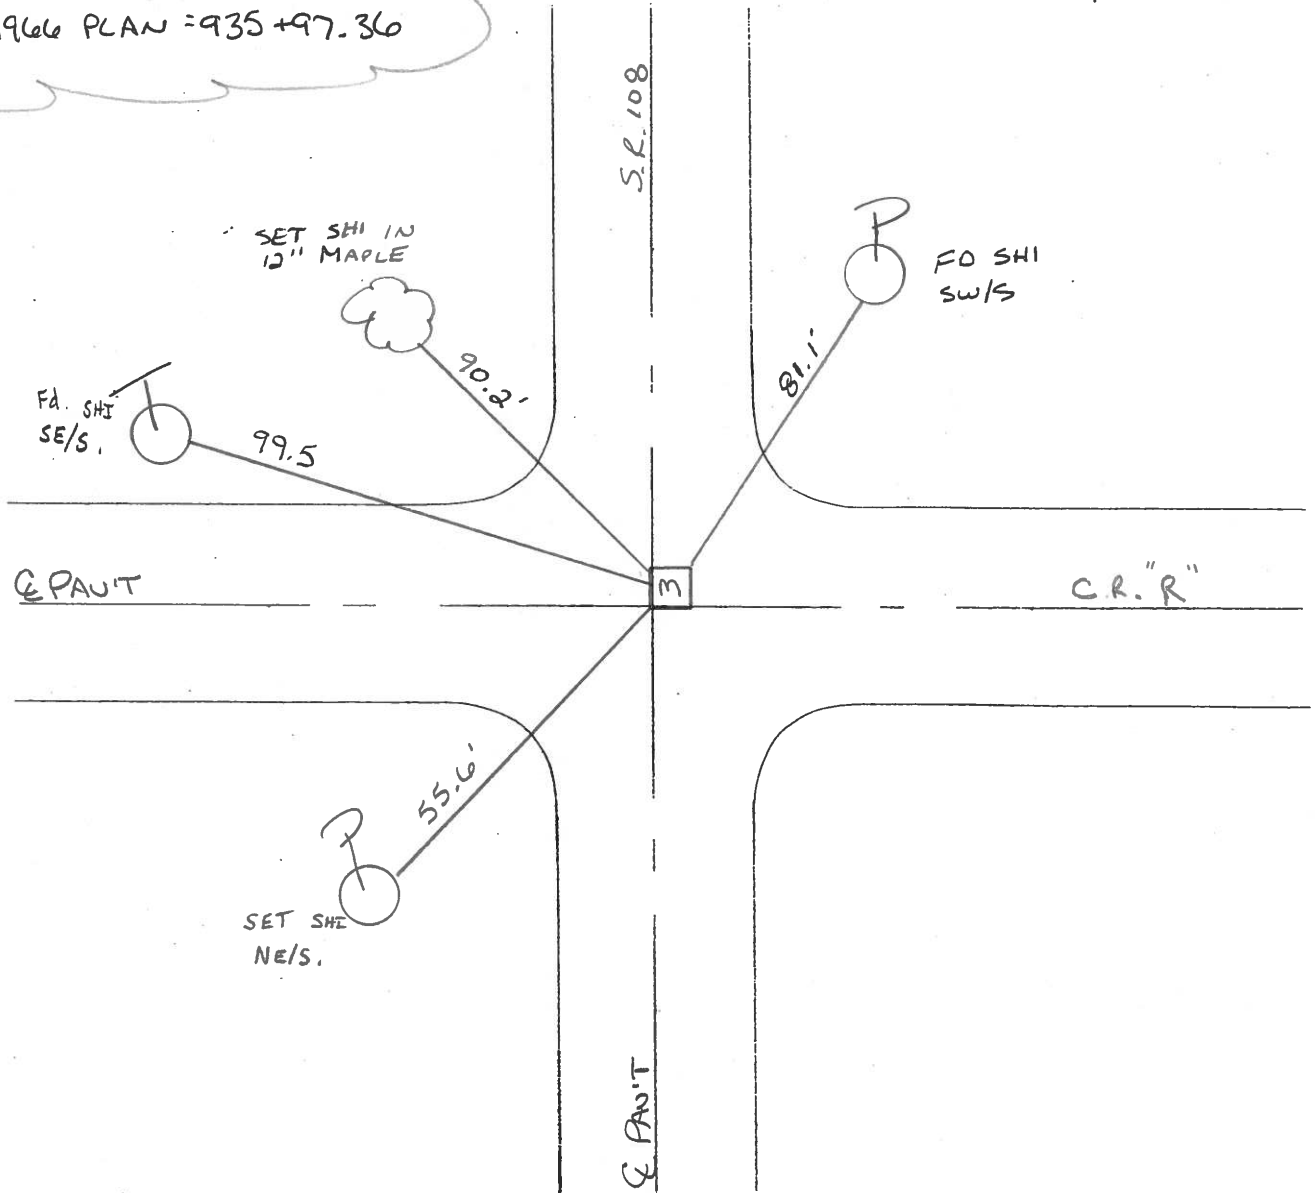 1966 PLAN = 935+97.36
S.R. 108
SET SHI IN
12" MAPLE
P
FD SHI
SW/S
90.2'
81.1'
Fd. SHI
SE/S.
99.5
℄ PAV'T
M
C.R. "R"
55.6'
P
SET SHI
NE/S.
℄ PAV'T